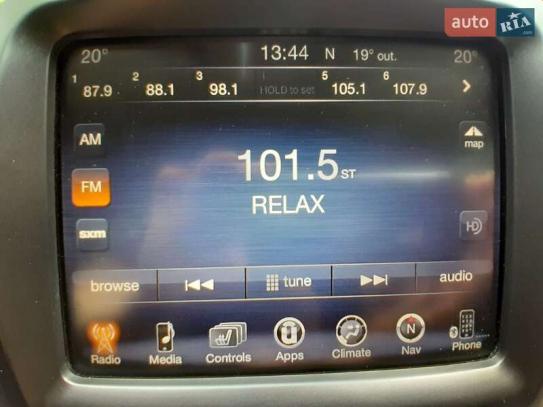 auto RIA.com
20° 13:44 N 19° out. 20°
1 87.9 2 88.1 3 98.1 HOLD to set 5 105.1 6 107.9
AM
map
101.5 ST
FM
RELAX
sxm
HD
browse tune audio
Radio Media Controls Apps Climate N Nav Phone